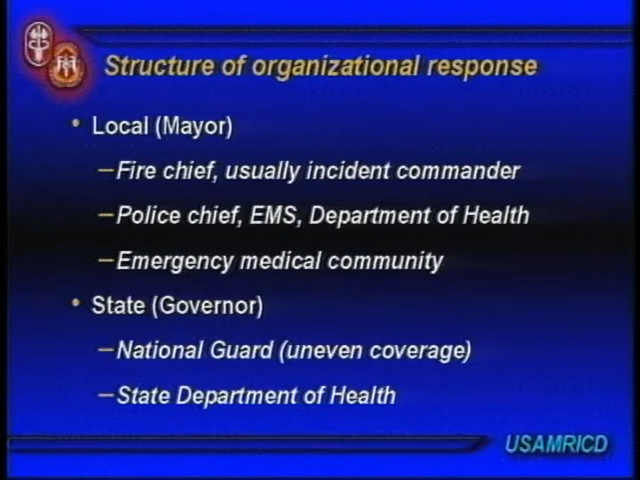 Structure of organizational response
• Local (Mayor)
–Fire chief, usually incident commander
–Police chief, EMS, Department of Health
–Emergency medical community
• State (Governor)
–National Guard (uneven coverage)
–State Department of Health
USAMRICD